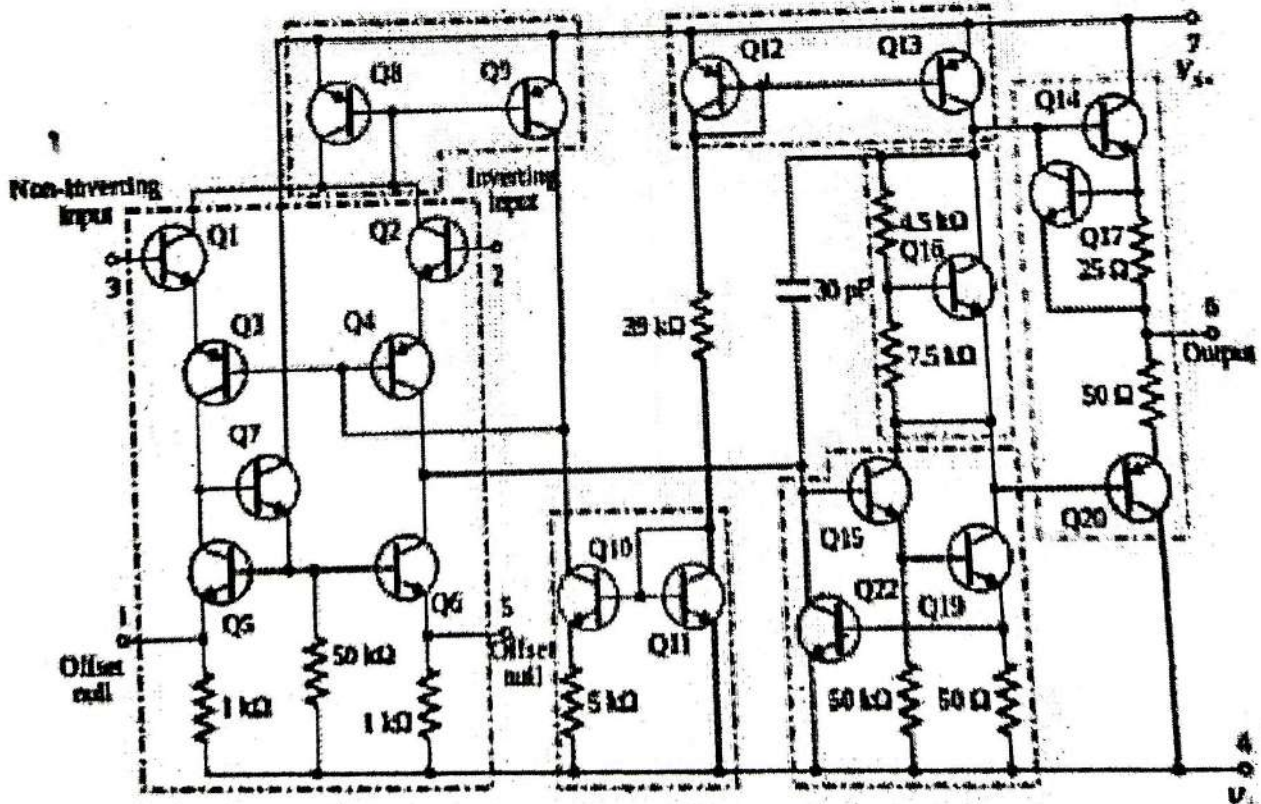 Q12
Q13
7
Q8
Q9
Q14
1
Non-inverting
input
Inverting
Input
Q1
Q2
3
2
4.5 kΩ
Q16
Q17
25 Ω
30 pF
6
Output
Q3
Q4
39 kΩ
7.5 kΩ
50 Ω
Q7
Q15
Q20
Q10
Q22
Q19
Q5
Q6
Q11
1
5
Offset
null
Offset
null
50 kΩ
1 kΩ
1 kΩ
5 kΩ
50 kΩ
50 Ω
4